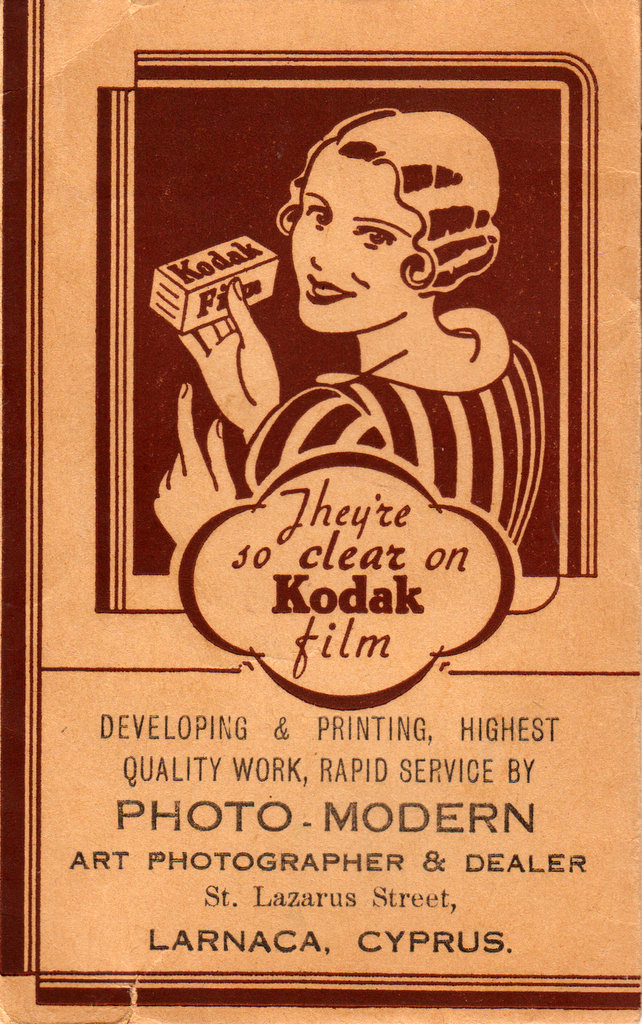 Kodak
Film
They're
so clear on
Kodak
film
DEVELOPING & PRINTING, HIGHEST
QUALITY WORK, RAPID SERVICE BY
PHOTO-MODERN
ART PHOTOGRAPHER & DEALER
St. Lazarus Street,
LARNACA, CYPRUS.